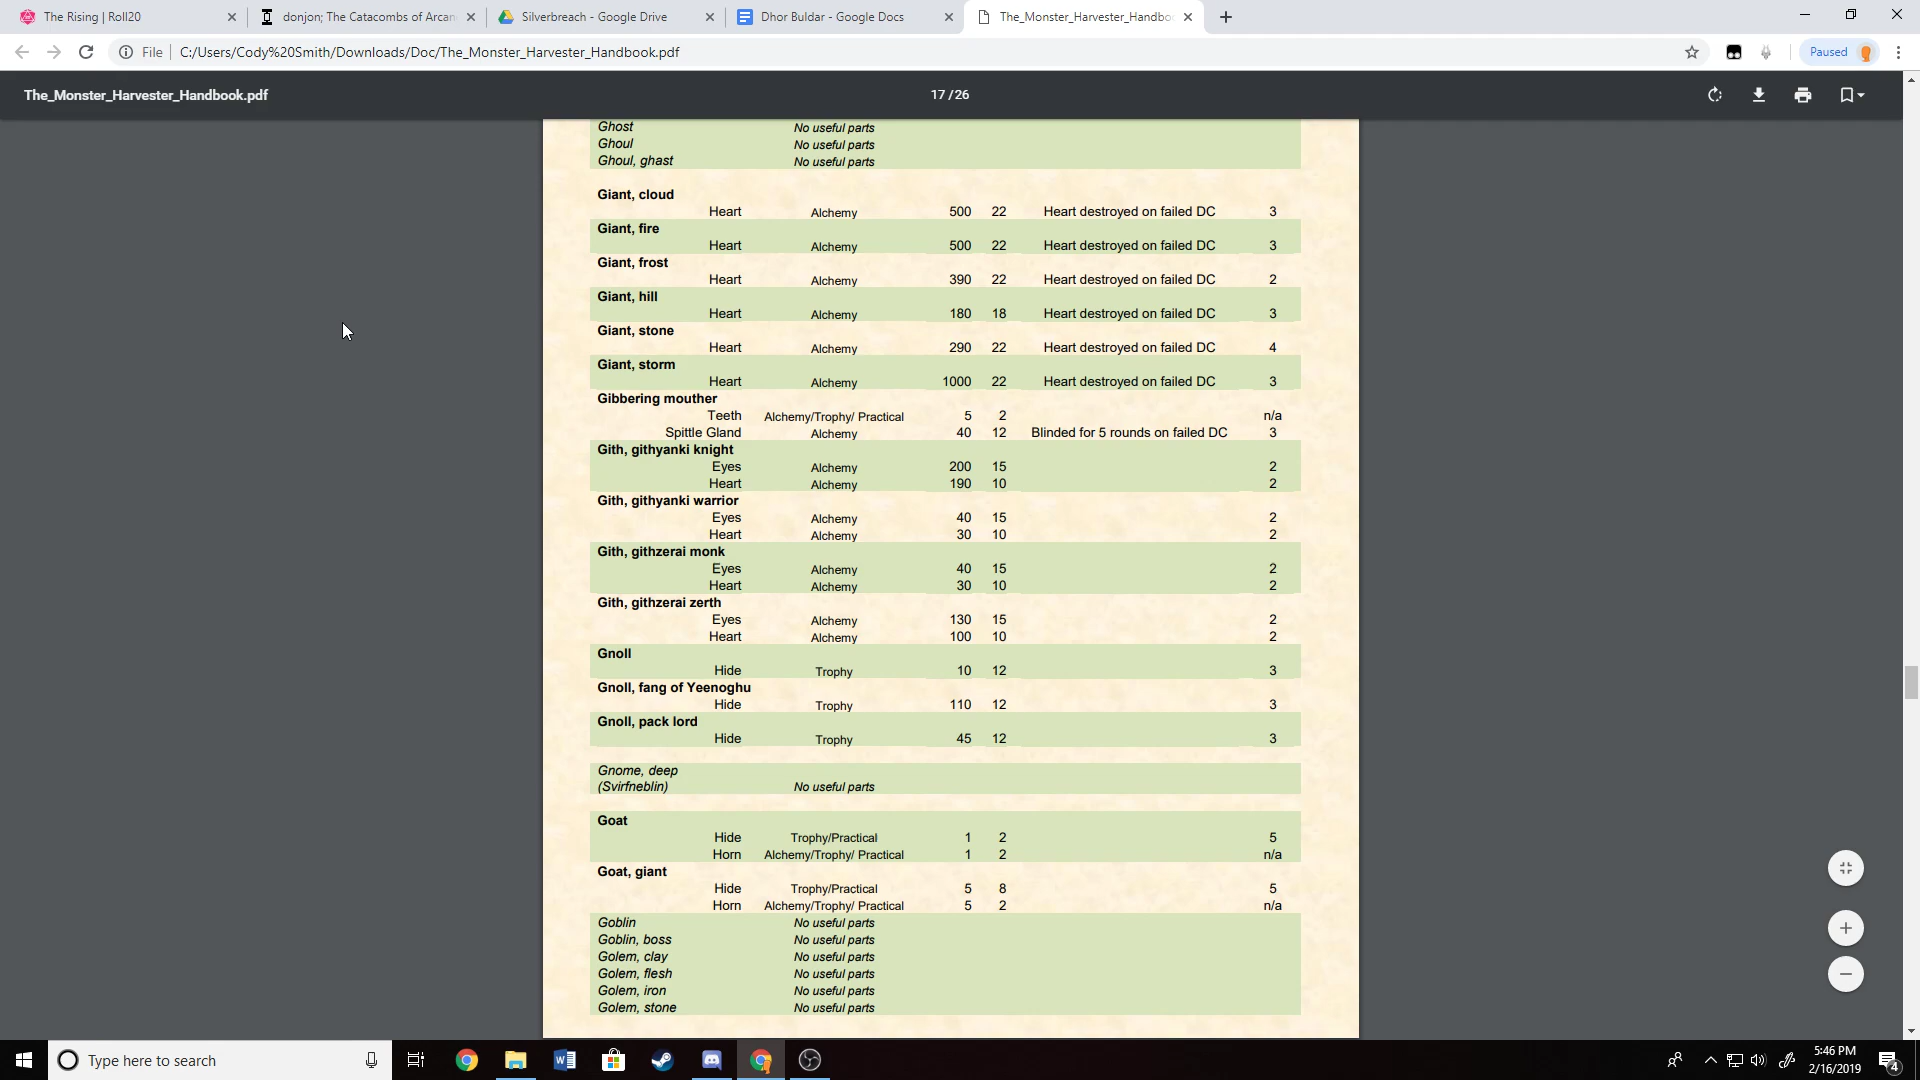 The Rising | Roll20
donjon; The Catacombs of Arcan
Silverbreach - Google Drive
Dhor Buldar - Google Docs
The_Monster_Harvester_Handboo
File C:/Users/Cody%20Smith/Downloads/Doc/The_Monster_Harvester_Handbook.pdf
Paused
The_Monster_Harvester_Handbook.pdf
17 / 26
Ghost No useful parts
Ghoul No useful parts
Ghoul, ghast No useful parts
Giant, cloud
Heart Alchemy 500 22 Heart destroyed on failed DC 3
Giant, fire
Heart Alchemy 500 22 Heart destroyed on failed DC 3
Giant, frost
Heart Alchemy 390 22 Heart destroyed on failed DC 2
Giant, hill
Heart Alchemy 180 18 Heart destroyed on failed DC 3
Giant, stone
Heart Alchemy 290 22 Heart destroyed on failed DC 4
Giant, storm
Heart Alchemy 1000 22 Heart destroyed on failed DC 3
Gibbering mouther
Teeth Alchemy/Trophy/ Practical 5 2 n/a
Spittle Gland Alchemy 40 12 Blinded for 5 rounds on failed DC 3
Gith, githyanki knight
Eyes Alchemy 200 15 2
Heart Alchemy 190 10 2
Gith, githyanki warrior
Eyes Alchemy 40 15 2
Heart Alchemy 30 10 2
Gith, githzerai monk
Eyes Alchemy 40 15 2
Heart Alchemy 30 10 2
Gith, githzerai zerth
Eyes Alchemy 130 15 2
Heart Alchemy 100 10 2
Gnoll
Hide Trophy 10 12 3
Gnoll, fang of Yeenoghu
Hide Trophy 110 12 3
Gnoll, pack lord
Hide Trophy 45 12 3
Gnome, deep
(Svirfneblin) No useful parts
Goat
Hide Trophy/Practical 1 2 5
Horn Alchemy/Trophy/ Practical 1 2 n/a
Goat, giant
Hide Trophy/Practical 5 8 5
Horn Alchemy/Trophy/ Practical 5 2 n/a
Goblin No useful parts
Goblin, boss No useful parts
Golem, clay No useful parts
Golem, flesh No useful parts
Golem, iron No useful parts
Golem, stone No useful parts
Type here to search
5:46 PM
2/16/2019
4